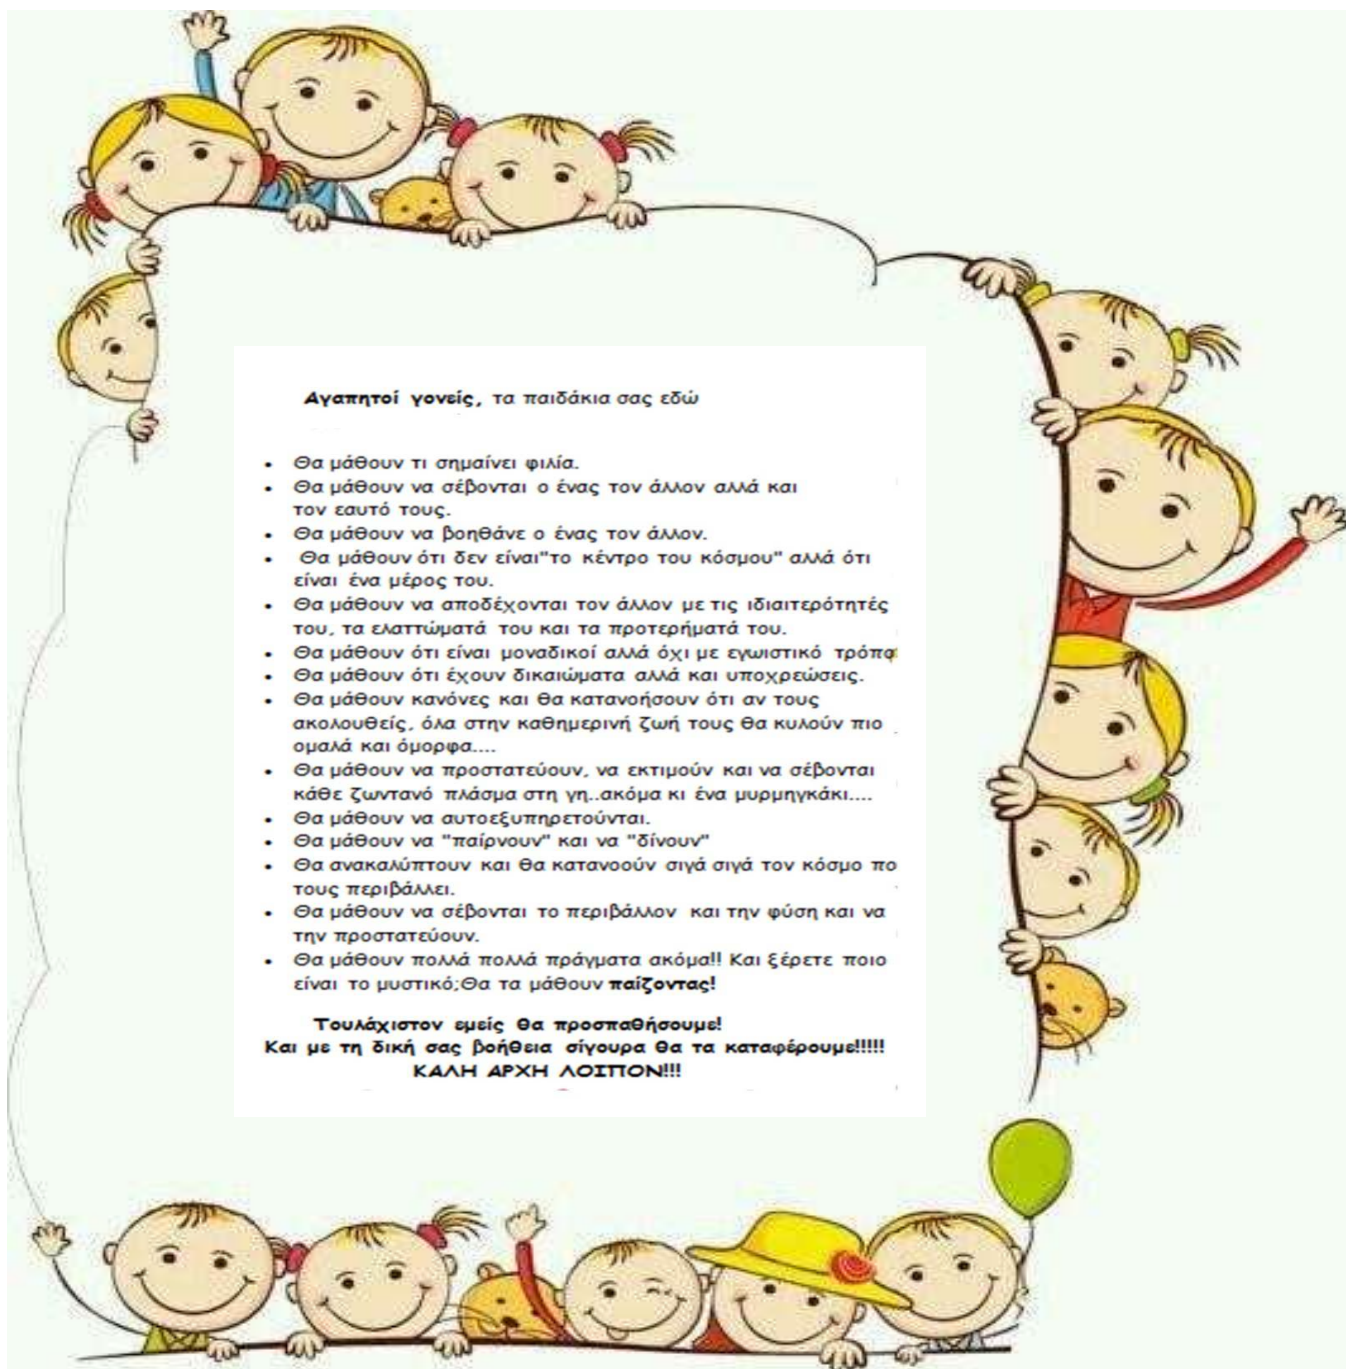 Αγαπητοί γονείς, τα παιδάκια σας εδώ
• Θα μάθουν τι σημαίνει φιλία.
• Θα μάθουν να σέβονται ο ένας τον άλλον αλλά και
τον εαυτό τους.
• Θα μάθουν να βοηθάνε ο ένας τον άλλον.
• Θα μάθουν ότι δεν είναι"το κέντρο του κόσμου" αλλά ότι
είναι ένα μέρος του.
• Θα μάθουν να αποδέχονται τον άλλον με τις ιδιαιτερότητές
του, τα ελαττώματά του και τα προτερήματά του.
• Θα μάθουν ότι είναι μοναδικοί αλλά όχι με εγωιστικό τρόπο
• Θα μάθουν ότι έχουν δικαιώματα αλλά και υποχρεώσεις.
• Θα μάθουν κανόνες και θα κατανοήσουν ότι αν τους
ακολουθείς, όλα στην καθημερινή ζωή τους θα κυλούν πιο
ομαλά και όμορφα....
• Θα μάθουν να προστατεύουν, να εκτιμούν και να σέβονται
κάθε ζωντανό πλάσμα στη γη..ακόμα κι ένα μυρμηγκάκι....
• Θα μάθουν να αυτοεξυπηρετούνται.
• Θα μάθουν να "παίρνουν" και να "δίνουν"
• Θα ανακαλύπτουν και θα κατανοούν σιγά σιγά τον κόσμο πο
τους περιβάλλει.
• Θα μάθουν να σέβονται το περιβάλλον και την φύση και να
την προστατεύουν.
• Θα μάθουν πολλά πολλά πράγματα ακόμα!! Και ξέρετε ποιο
είναι το μυστικό;Θα τα μάθουν παίζοντας!
Τουλάχιστον εμείς θα προσπαθήσουμε!
Και με τη δική σας βοήθεια σίγουρα θα τα καταφέρουμε!!!!!
ΚΑΛΗ ΑΡΧΗ ΛΟΙΠΟΝ!!!